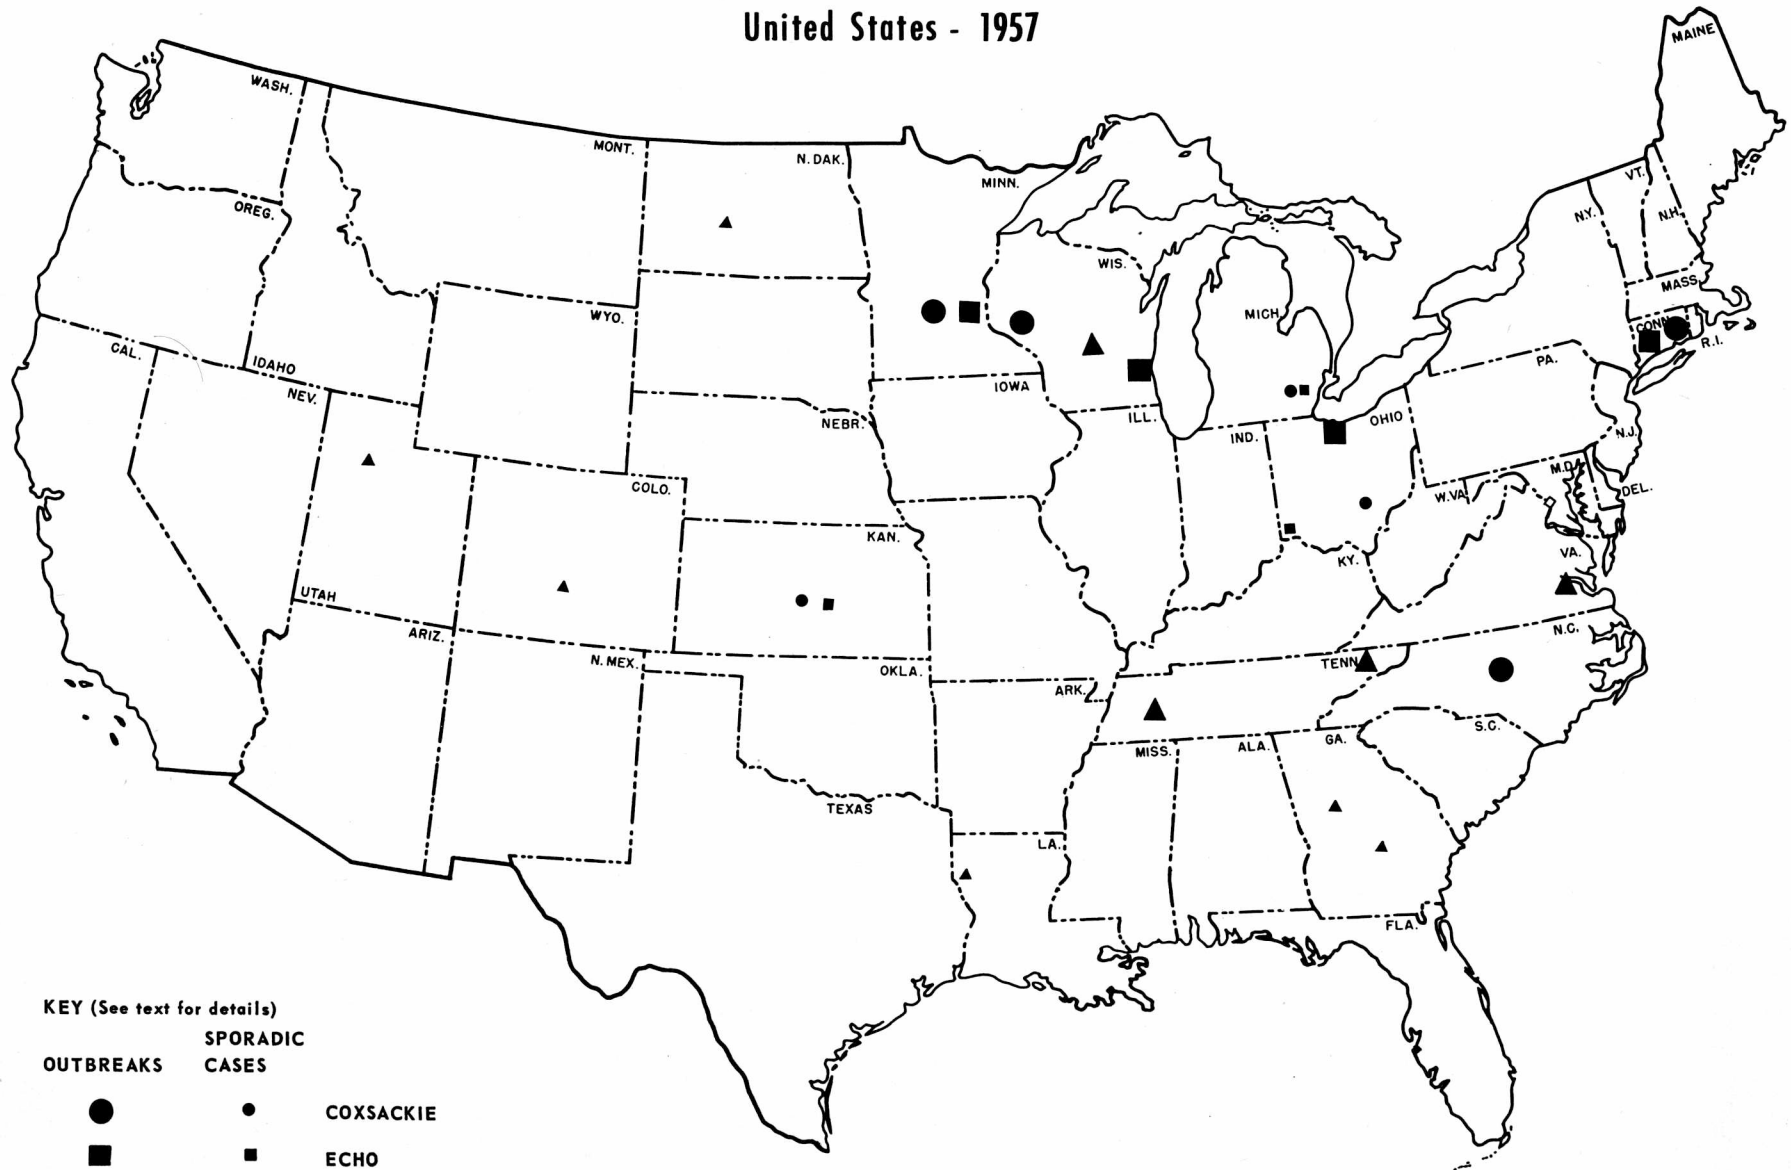 United States - 1957
MAINE
WASH.
MONT.
N. DAK.
MINN.
VT.
N.Y.
N.H.
OREG.
WIS.
MASS.
WYO.
MICH.
CONN.
R.I.
CAL.
IDAHO
PA.
NEV.
IOWA
NEBR.
ILL.
IND.
OHIO
N.J.
COLO.
M.D.
W.VA.
DEL.
KAN.
KY.
VA.
UTAH
ARIZ.
N. MEX.
OKLA.
ARK.
TENN.
N.C.
S.C.
MISS.
ALA.
GA.
TEXAS
LA.
FLA.
KEY (See text for details)
SPORADIC
OUTBREAKS CASES
COXSACKIE
ECHO